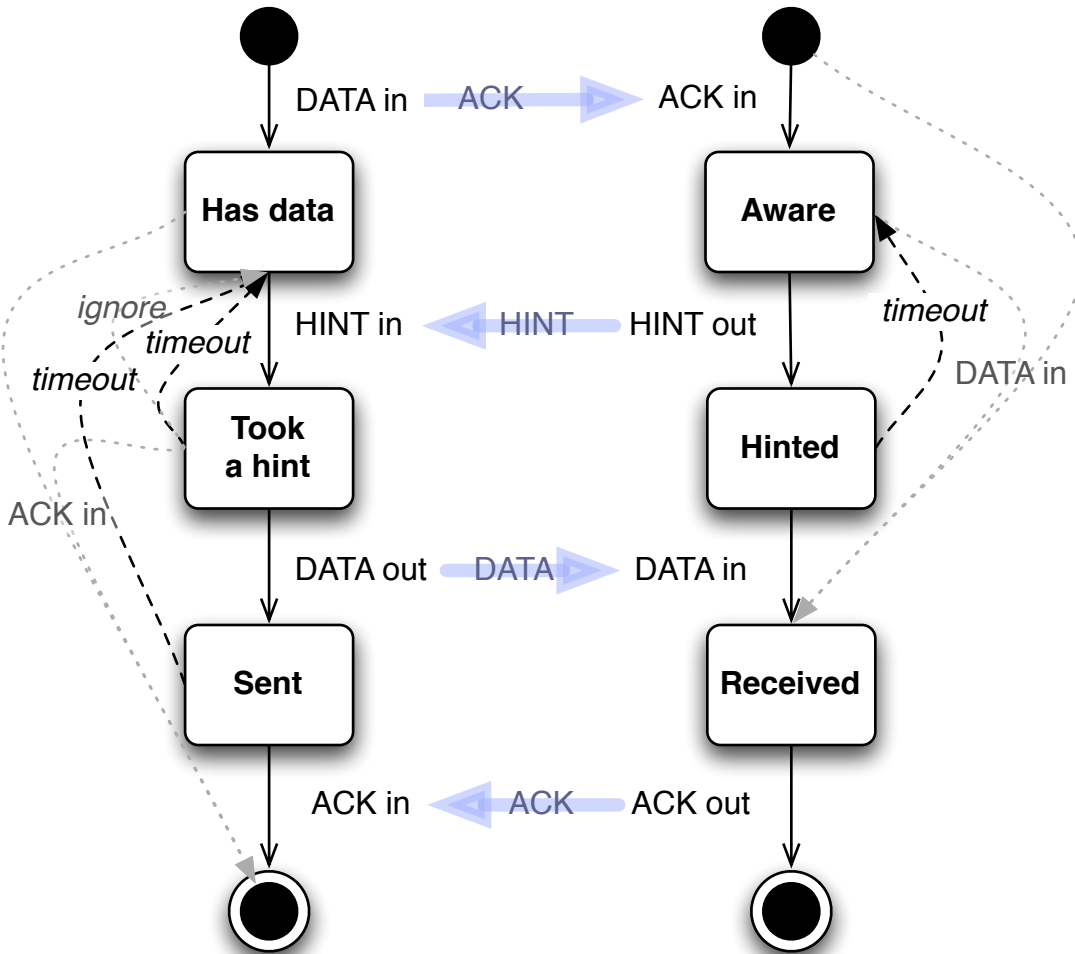 DATA in ACK ACK in
Has data
Aware
ignore
timeout
timeout
HINT in HINT HINT out
timeout
DATA in
Took
a hint
Hinted
ACK in
DATA out DATA DATA in
Sent
Received
ACK in ACK ACK out